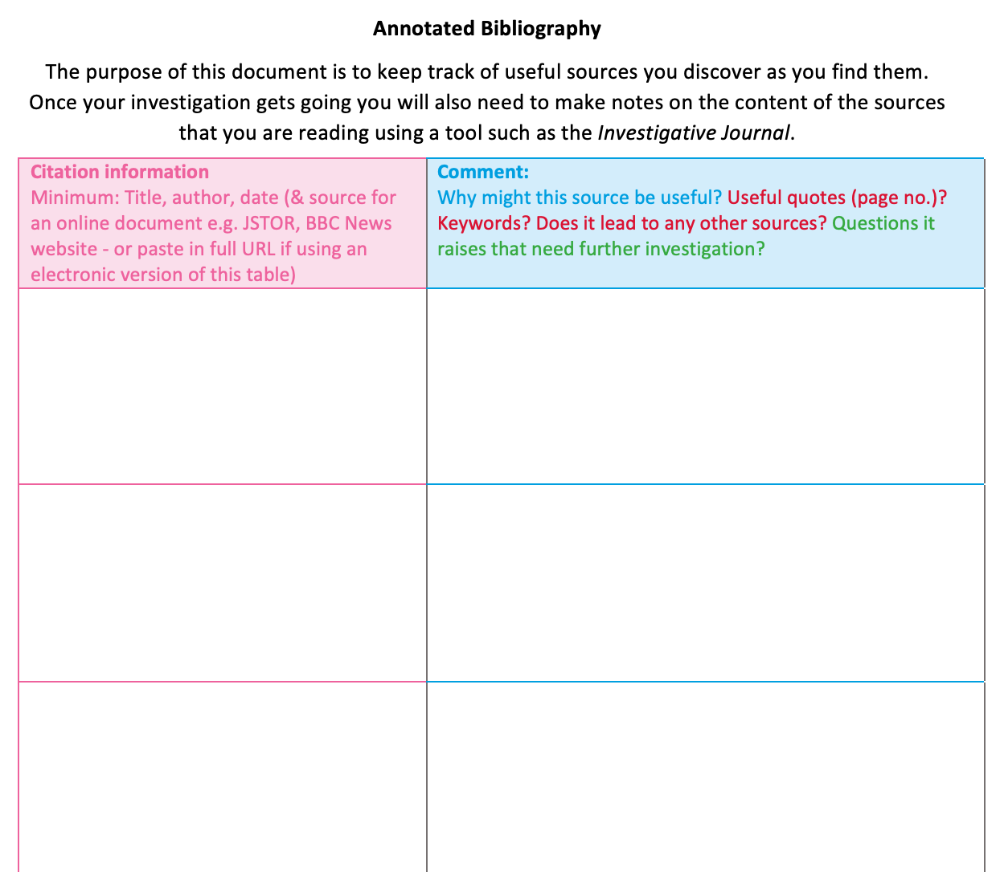 Annotated Bibliography
The purpose of this document is to keep track of useful sources you discover as you find them.
Once your investigation gets going you will also need to make notes on the content of the sources
that you are reading using a tool such as the Investigative Journal.
Citation information
Minimum: Title, author, date (& source for
an online document e.g. JSTOR, BBC News
website - or paste in full URL if using an
electronic version of this table)
Comment:
Why might this source be useful? Useful quotes (page no.)?
Keywords? Does it lead to any other sources? Questions it
raises that need further investigation?